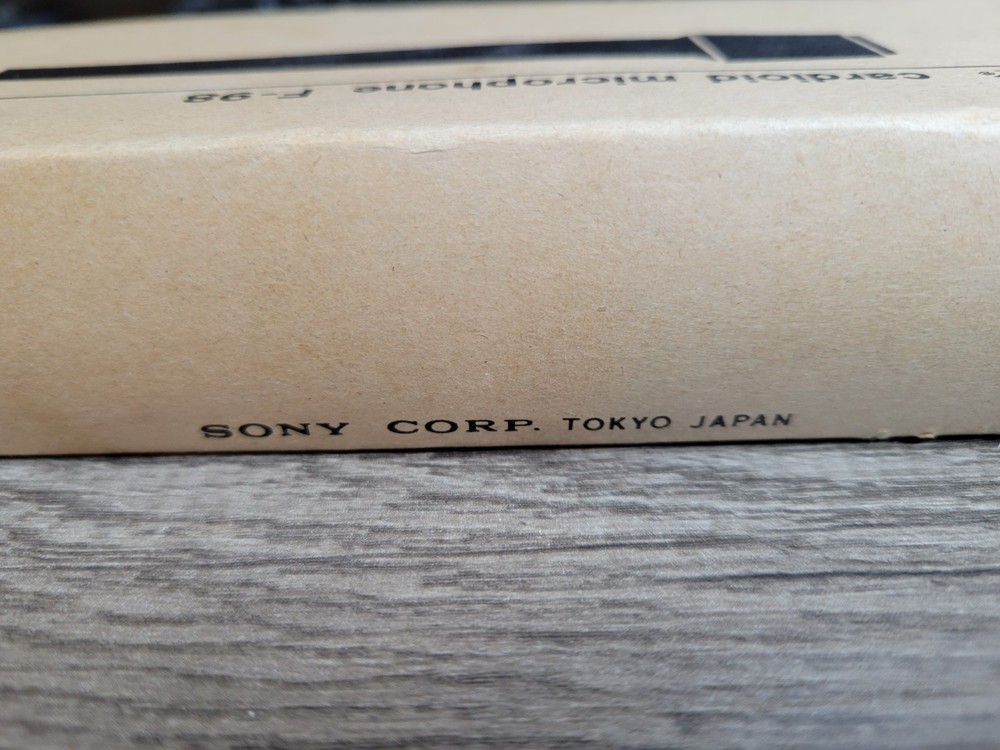 Cardioid microphone F-98
SONY CORP. TOKYO JAPAN